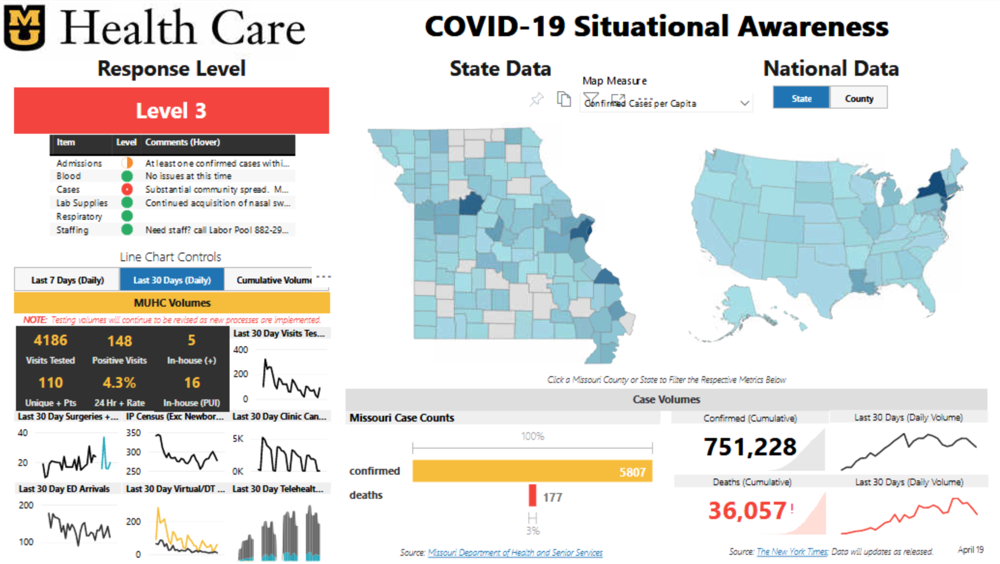 MU Health Care
COVID-19 Situational Awareness
Response Level
Level 3
Item Level Comments (Hover)
Admissions At least one confirmed cases withi...
Blood No issues at this time
Cases Substantial community spread. M...
Lab Supplies Continued acquisition of nasal sw...
Respiratory
Staffing Need staff? call Labor Pool 882-29...
Line Chart Controls
Last 7 Days (Daily) Last 30 Days (Daily) Cumulative Volume
MUHC Volumes
NOTE: Testing volumes will continue to be revised as new processes are implemented.
4186 148 5
Visits Tested Positive Visits In-house (+)
110 4.3% 16
Unique + Pts 24 Hr + Rate In-house (PUI)
Last 30 Day Visits Tes...
400
200
0
Last 30 Day Surgeries +...
40
20
IP Census (Exc Newbor...
350
300
250
Last 30 Day Clinic Can...
5K
0K
Last 30 Day ED Arrivals
200
100
Last 30 Day Virtual/DT ...
200
0
Last 30 Day Telehealt...
State Data
Map Measure
Confirmed Cases per Capita
National Data
State County
Click a Missouri County or State to Filter the Respective Metrics Below
Case Volumes
Missouri Case Counts
100%
confirmed 5807
deaths 177
3%
Source: Missouri Department of Health and Senior Services
Confirmed (Cumulative) Last 30 Days (Daily Volume)
751,228
Deaths (Cumulative) Last 30 Days (Daily Volume)
36,057!
Source: The New York Times; Data will updates as released. April 19